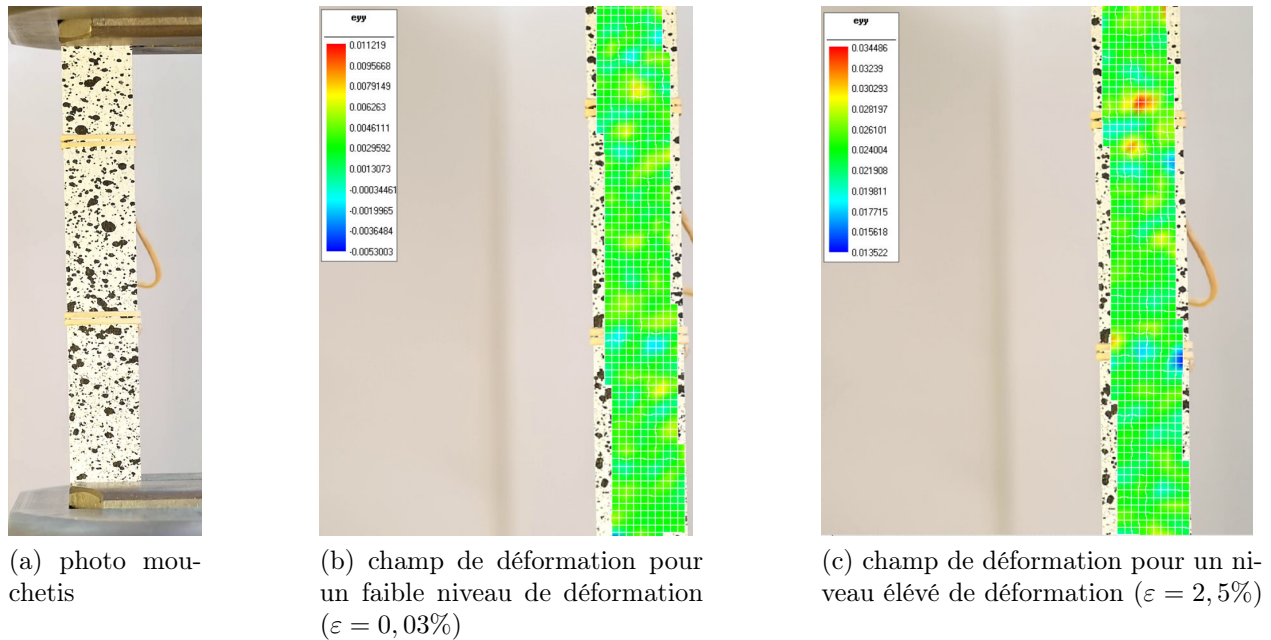 eyy
0.011219
0.0095668
0.0079149
0.006263
0.0046111
0.0029592
0.0013073
-0.00034461
-0.0019965
-0.0036484
-0.0053003
eyy
0.034486
0.03239
0.030293
0.028197
0.026101
0.024004
0.021908
0.019811
0.017715
0.015618
0.013522
(a) photo mou-
chetis
(b) champ de déformation pour
un faible niveau de déformation
(ε = 0, 03%)
(c) champ de déformation pour un ni-
veau élévé de déformation (ε = 2, 5%)